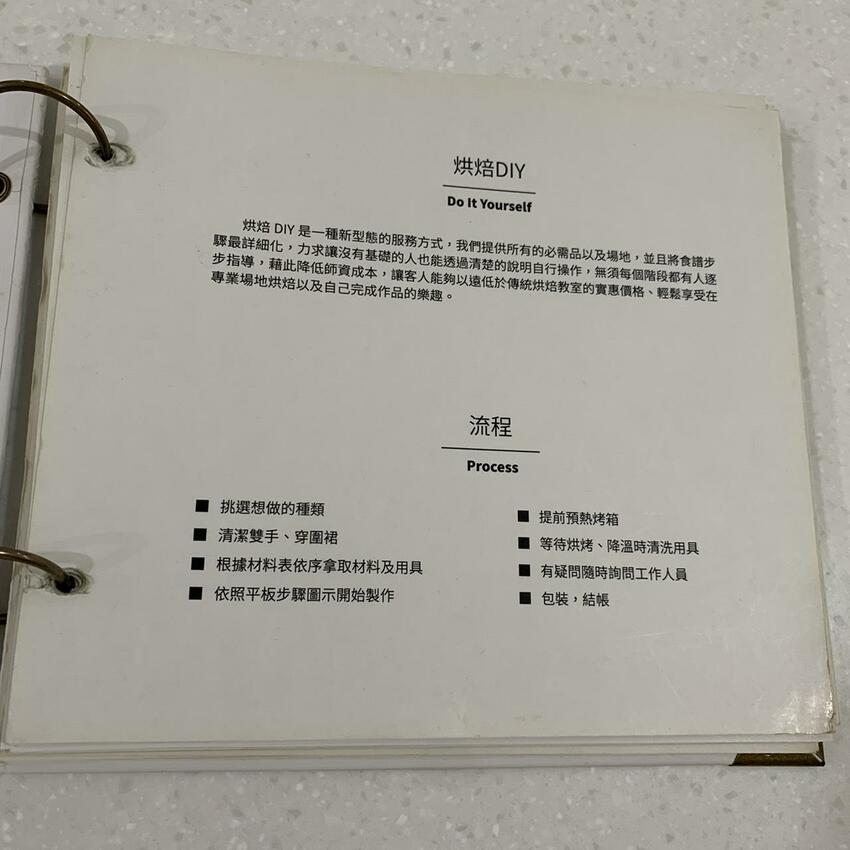 烘焙DIY
Do It Yourself
烘焙 DIY 是一種新型態的服務方式，我們提供所有的必需品以及場地，並且將食譜步
驟最詳細化，力求讓沒有基礎的人也能透過清楚的說明自行操作，無須每個階段都有人逐
步指導，藉此降低師資成本，讓客人能夠以遠低於傳統烘焙教室的實惠價格、輕鬆享受在
專業場地烘焙以及自己完成作品的樂趣。
流程
Process
■ 挑選想做的種類
■ 清潔雙手、穿圍裙
■ 根據材料表依序拿取材料及用具
■ 依照平板步驟圖示開始製作
■ 提前預熱烤箱
■ 等待烘烤、降溫時清洗用具
■ 有疑問隨時詢問工作人員
■ 包裝，結帳